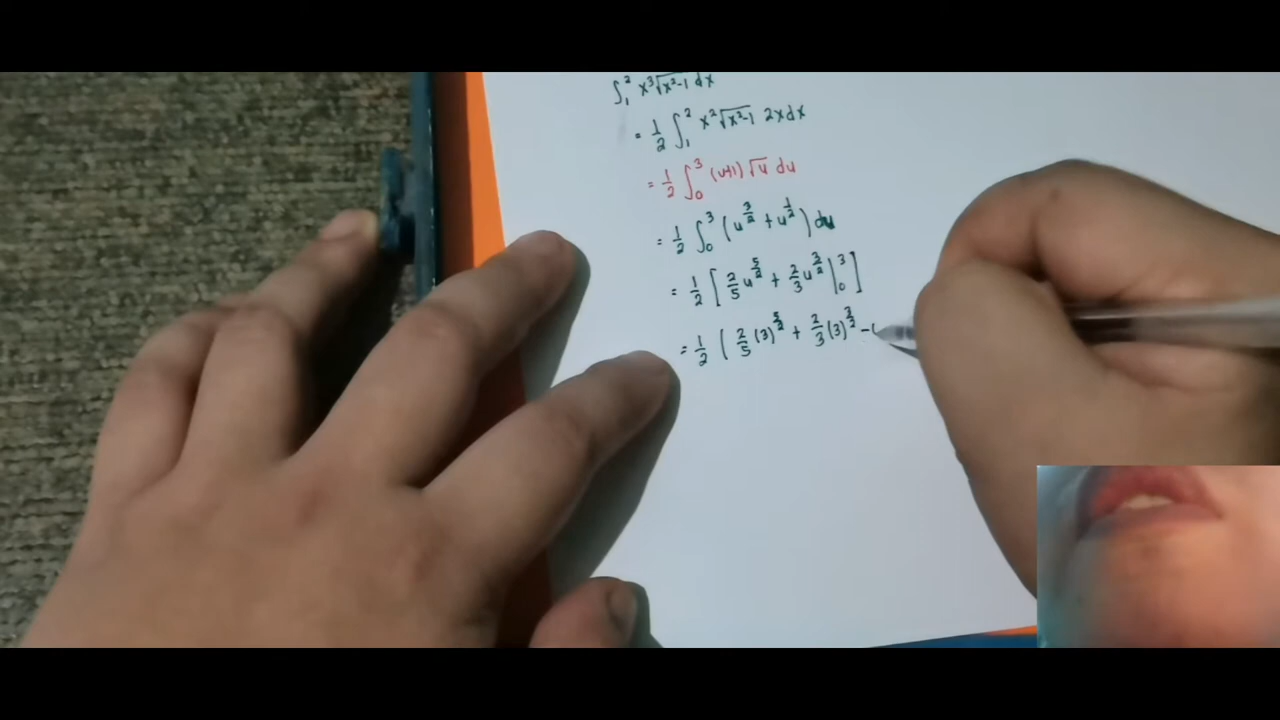 ∫₁² x³√(x²-1) dx
= 1/2 ∫₁² x²√(x²-1) 2xdx
= 1/2 ∫₀³ (u+1) √u du
= 1/2 ∫₀³ (u^(3/2) + u^(1/2)) du
= 1/2 [ 2/5 u^(5/2) + 2/3 u^(3/2) |₀³ ]
= 1/2 ( 2/5 (3)^(5/2) + 2/3 (3)^(3/2) - (